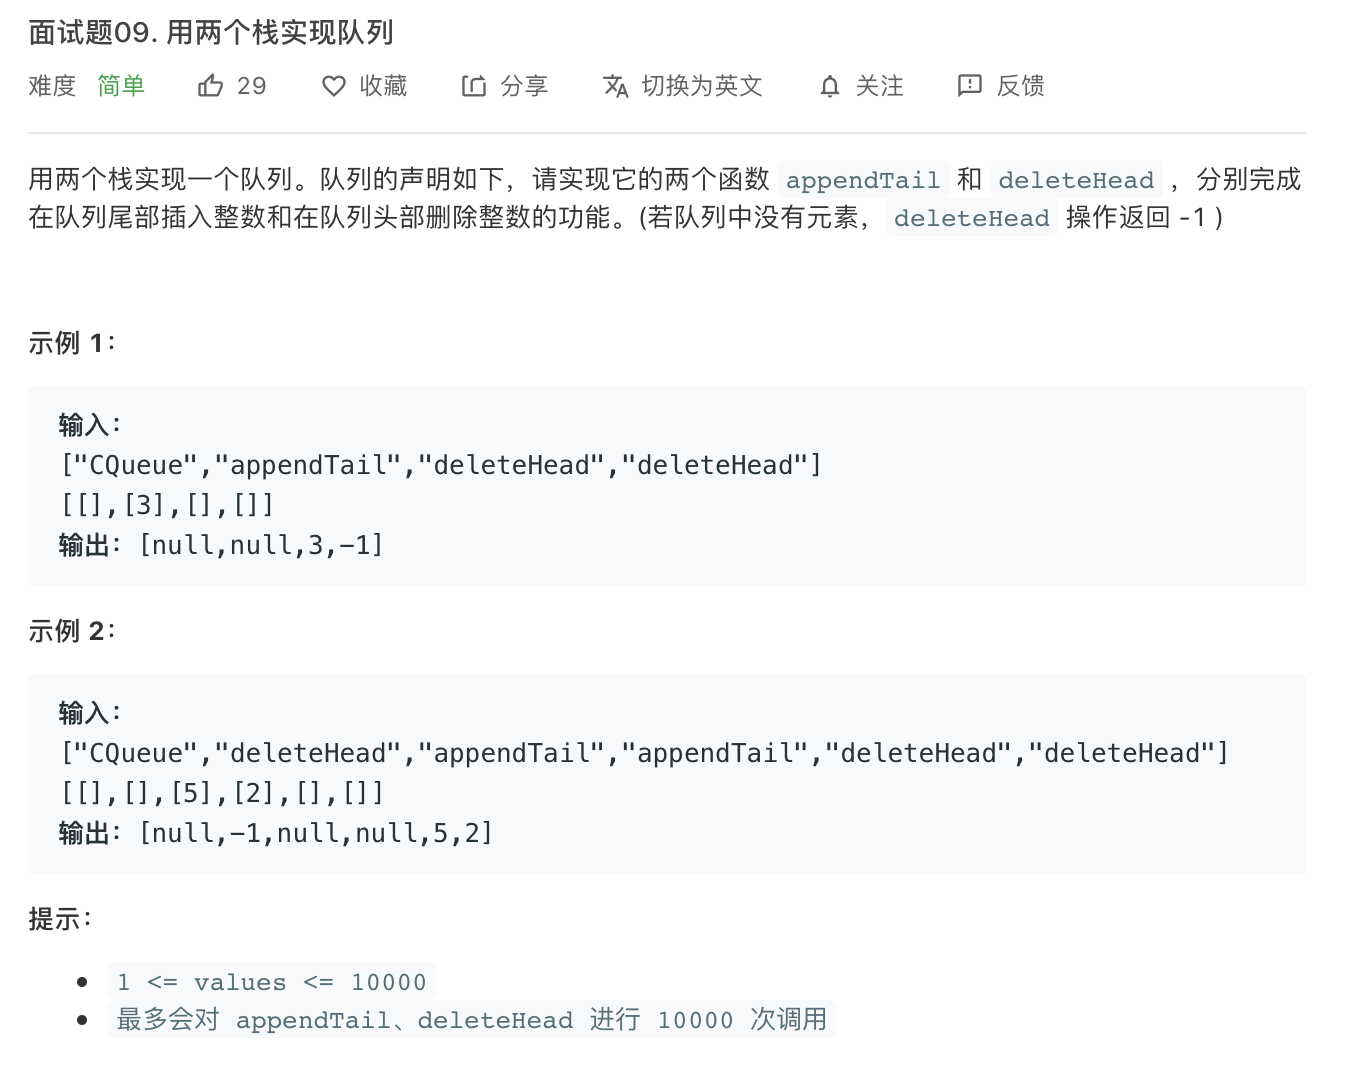 面试题09. 用两个栈实现队列
难度 简单 29 收藏 分享 切换为英文 关注 反馈
用两个栈实现一个队列。队列的声明如下，请实现它的两个函数 appendTail 和 deleteHead ，分别完成
在队列尾部插入整数和在队列头部删除整数的功能。(若队列中没有元素， deleteHead 操作返回 -1 )
示例 1：
输入：
["CQueue","appendTail","deleteHead","deleteHead"]
[[],[3],[],[]]
输出：[null,null,3,-1]
示例 2：
输入：
["CQueue","deleteHead","appendTail","appendTail","deleteHead","deleteHead"]
[[],[],[5],[2],[],[]]
输出：[null,-1,null,null,5,2]
提示：
1 <= values <= 10000
最多会对 appendTail、deleteHead 进行 10000 次调用